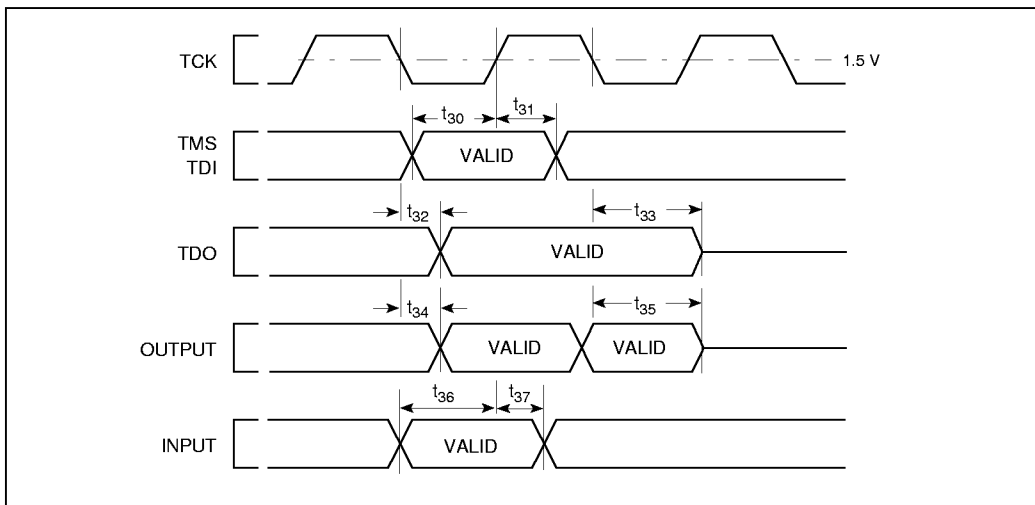 TCK
1.5 V
t30
t31
TMS
TDI
VALID
t32
t33
TDO
VALID
t34
t35
OUTPUT
VALID
VALID
t36
t37
INPUT
VALID